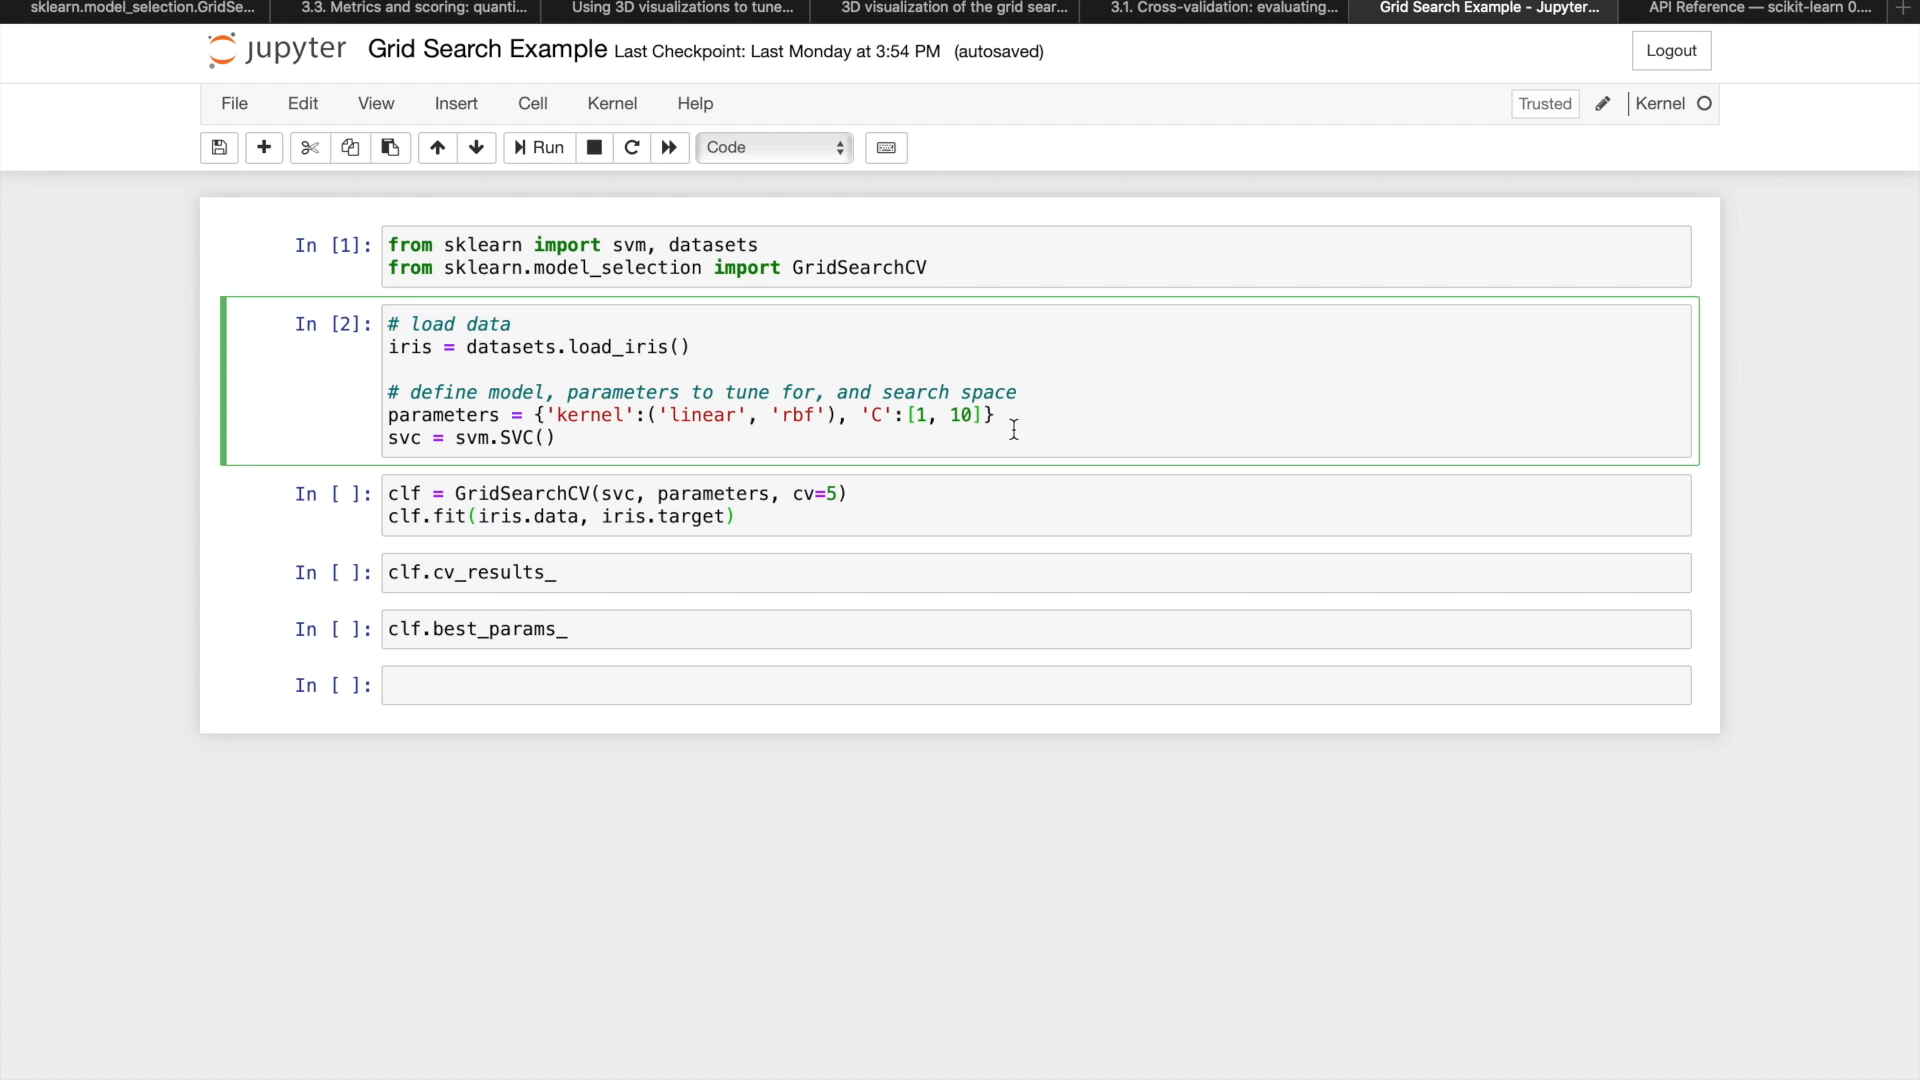 sklearn.model_selection.GridSe...
3.3. Metrics and scoring: quanti...
Using 3D visualizations to tune...
3D visualization of the grid sear...
3.1. Cross-validation: evaluating...
Grid Search Example - Jupyter...
API Reference — scikit-learn 0....
jupyter Grid Search Example Last Checkpoint: Last Monday at 3:54 PM (autosaved)
Logout
File Edit View Insert Cell Kernel Help
Trusted Kernel
Run Code
In [1]: from sklearn import svm, datasets
from sklearn.model_selection import GridSearchCV
In [2]: # load data
iris = datasets.load_iris()
# define model, parameters to tune for, and search space
parameters = {'kernel':('linear', 'rbf'), 'C':[1, 10]}
svc = svm.SVC()
In [ ]: clf = GridSearchCV(svc, parameters, cv=5)
clf.fit(iris.data, iris.target)
In [ ]: clf.cv_results_
In [ ]: clf.best_params_
In [ ]: